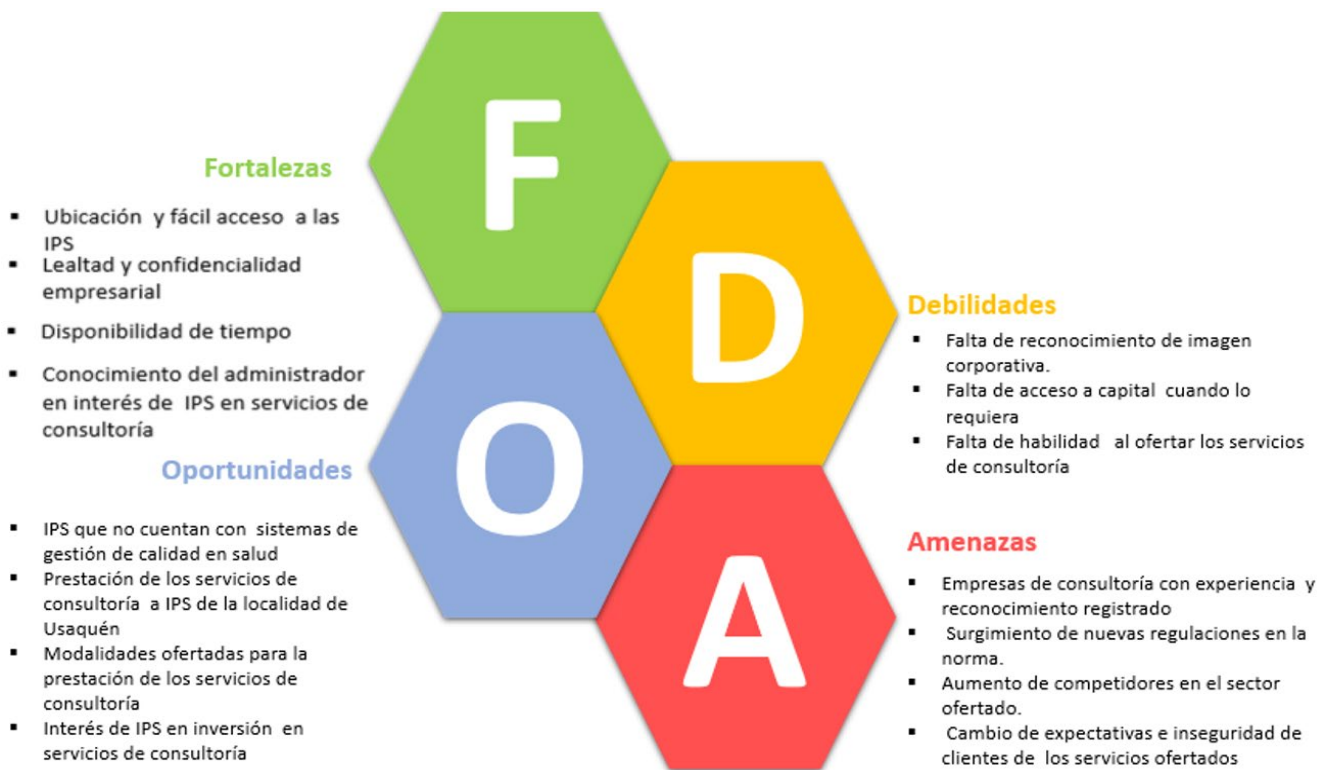 F
Fortalezas
▪ Ubicación y fácil acceso a las
IPS
▪ Lealtad y confidencialidad
empresarial
▪ Disponibilidad de tiempo
▪ Conocimiento del administrador
en interés de IPS en servicios de
consultoría
D
Debilidades
▪ Falta de reconocimiento de imagen
corporativa.
▪ Falta de acceso a capital cuando lo
requiera
▪ Falta de habilidad al ofertar los servicios
de consultoría
O
Oportunidades
▪ IPS que no cuentan con sistemas de
gestión de calidad en salud
▪ Prestación de los servicios de
consultoría a IPS de la localidad de
Usaquén
▪ Modalidades ofertadas para la
prestación de los servicios de
consultoría
▪ Interés de IPS en inversión en
servicios de consultoría
A
Amenazas
▪ Empresas de consultoría con experiencia y
reconocimiento registrado
▪ Surgimiento de nuevas regulaciones en la
norma.
▪ Aumento de competidores en el sector
ofertado.
▪ Cambio de expectativas e inseguridad de
clientes de los servicios ofertados